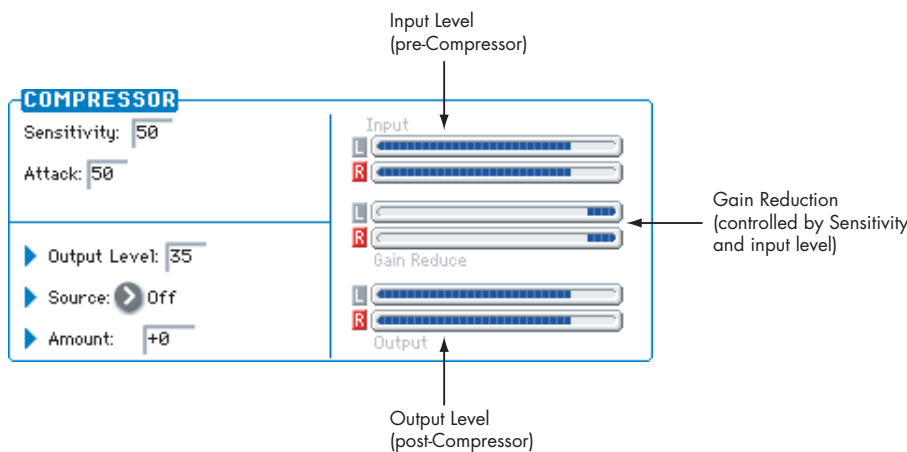 Input Level
(pre-Compressor)
COMPRESSOR
Sensitivity: 50
Attack: 50
Output Level: 35
Source: Off
Amount: +0
Input
L
R
L
R
Gain Reduce
L
R
Output
Gain Reduction
(controlled by Sensitivity
and input level)
Output Level
(post-Compressor)